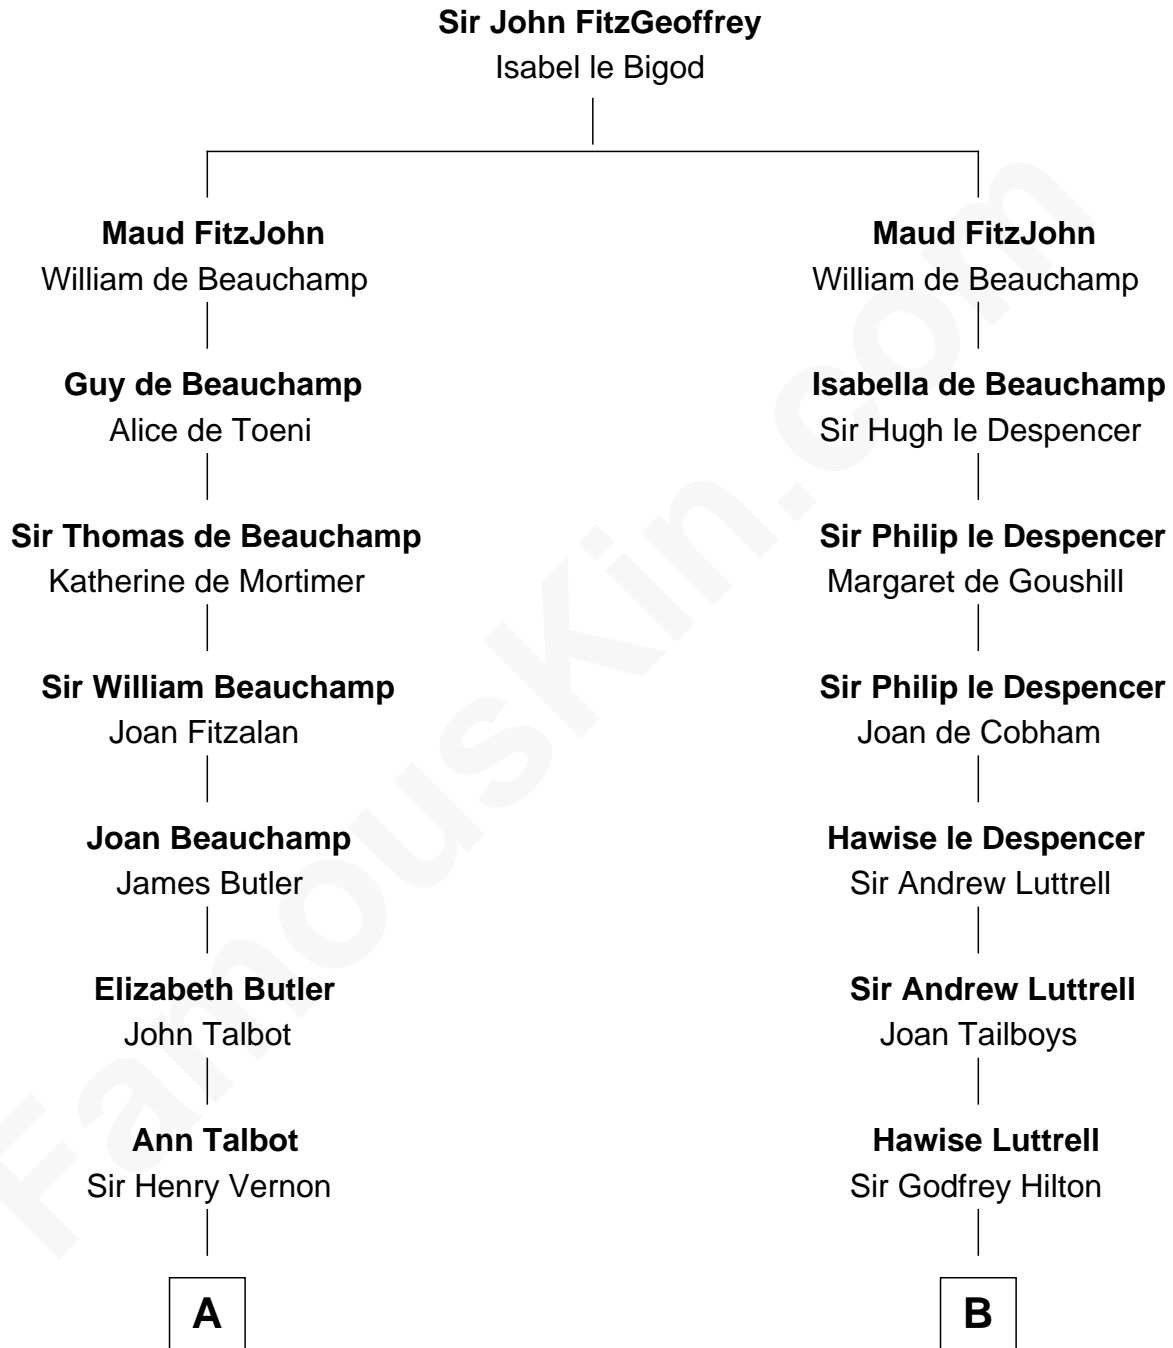 Sir John FitzGeoffrey
Isabel le Bigod
Maud FitzJohn
William de Beauchamp
Guy de Beauchamp
Alice de Toeni
Sir Thomas de Beauchamp
Katherine de Mortimer
Sir William Beauchamp
Joan Fitzalan
Joan Beauchamp
James Butler
Elizabeth Butler
John Talbot
Ann Talbot
Sir Henry Vernon
A
Maud FitzJohn
William de Beauchamp
Isabella de Beauchamp
Sir Hugh le Despencer
Sir Philip le Despencer
Margaret de Goushill
Sir Philip le Despencer
Joan de Cobham
Hawise le Despencer
Sir Andrew Luttrell
Sir Andrew Luttrell
Joan Tailboys
Hawise Luttrell
Sir Godfrey Hilton
B
FamousKin.com